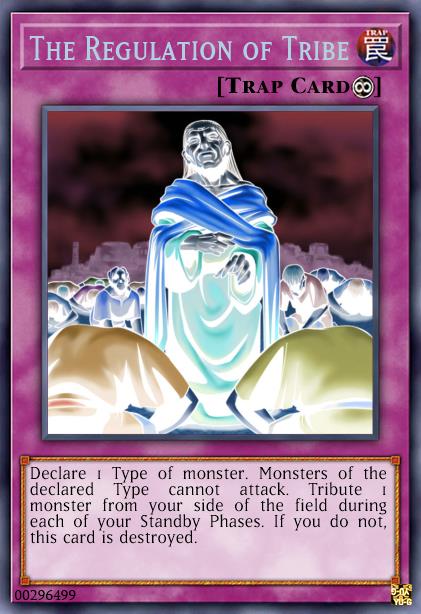 The Regulation of Tribe
TRAP
罠
[Trap Card]
Declare 1 Type of monster. Monsters of the
declared Type cannot attack. Tribute 1
monster from your side of the field during
each of your Standby Phases. If you do not,
this card is destroyed.
00296499